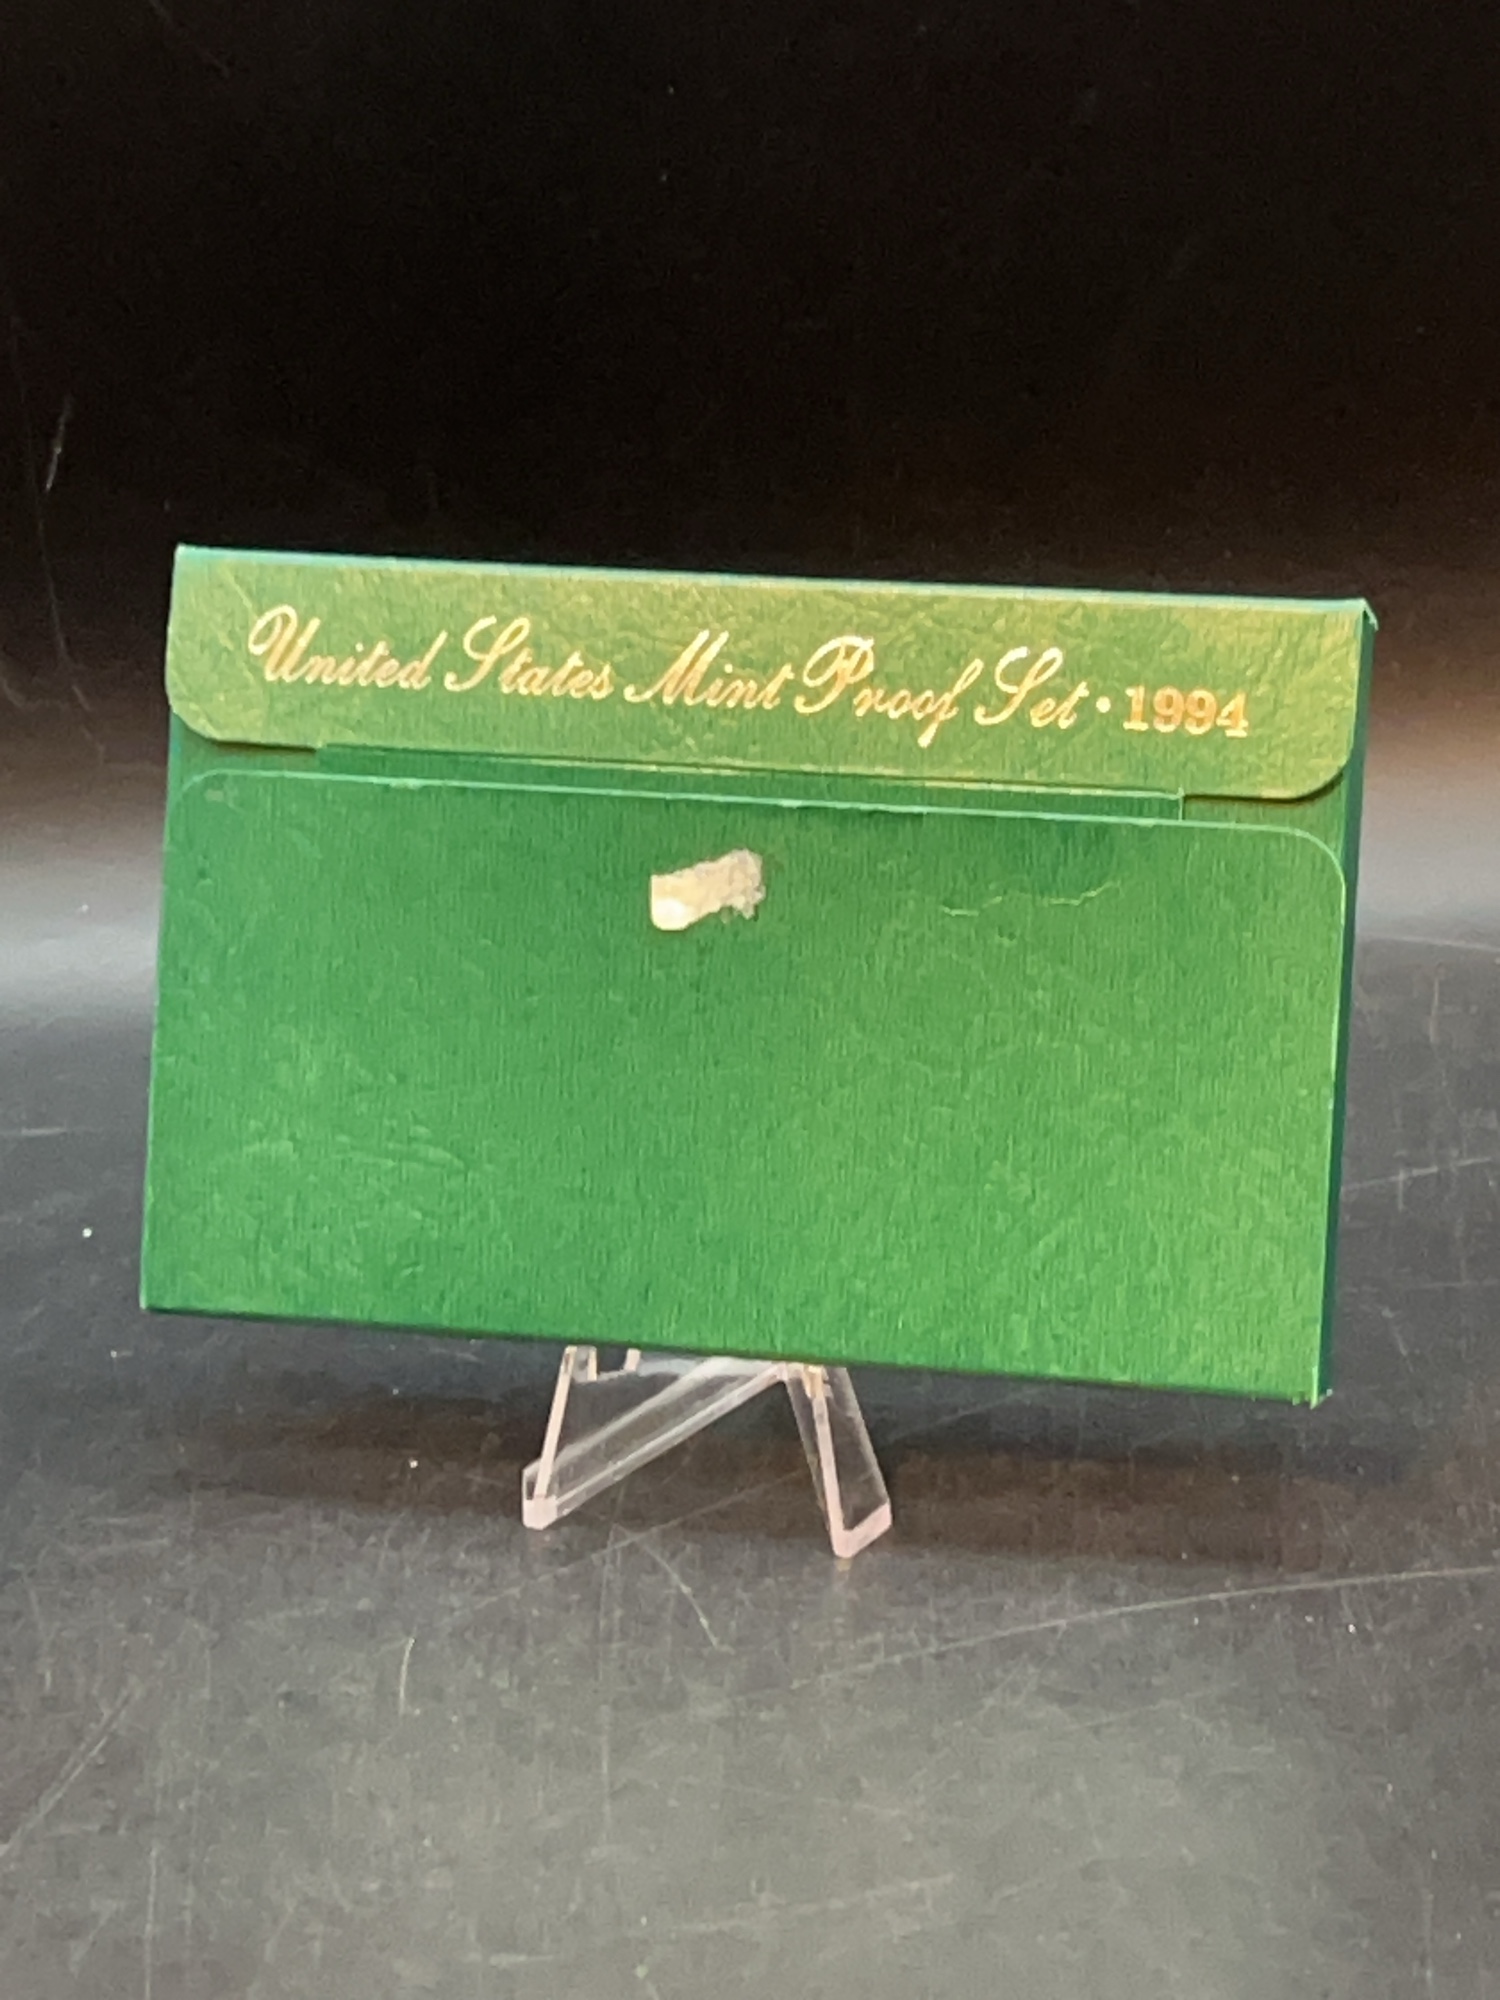 United States Mint Proof Set • 1994